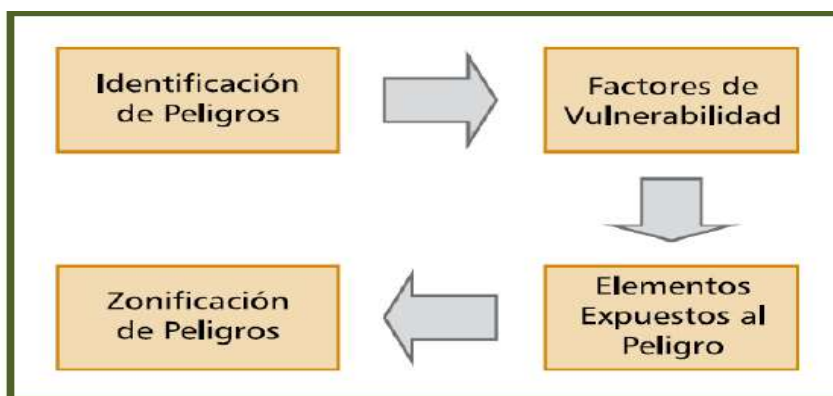 Identificación
de Peligros
Factores de
Vulnerabilidad
Elementos
Expuestos al
Peligro
Zonificación
de Peligros